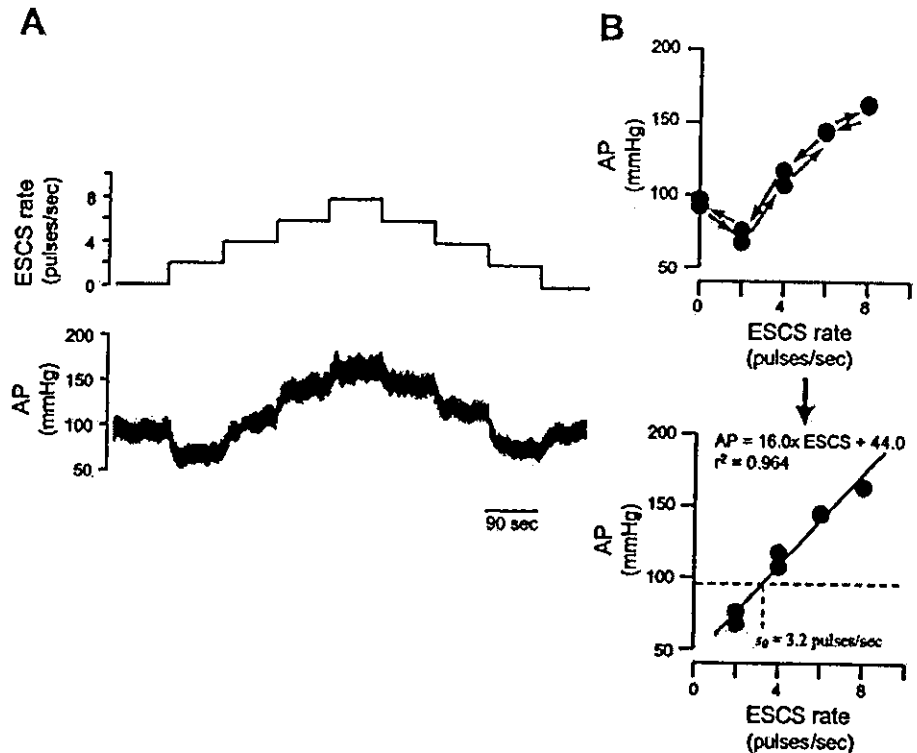 A
ESCS rate
(pulses/sec)
8
4
0
AP
(mmHg)
200
150
100
50
90 sec
B
AP
(mmHg)
200
150
100
50
0
4
8
ESCS rate
(pulses/sec)
AP = 16.0x ESCS + 44.0
r² = 0.964
AP
(mmHg)
200
150
100
50
s₀ = 3.2 pulses/sec
0
4
8
ESCS rate
(pulses/sec)